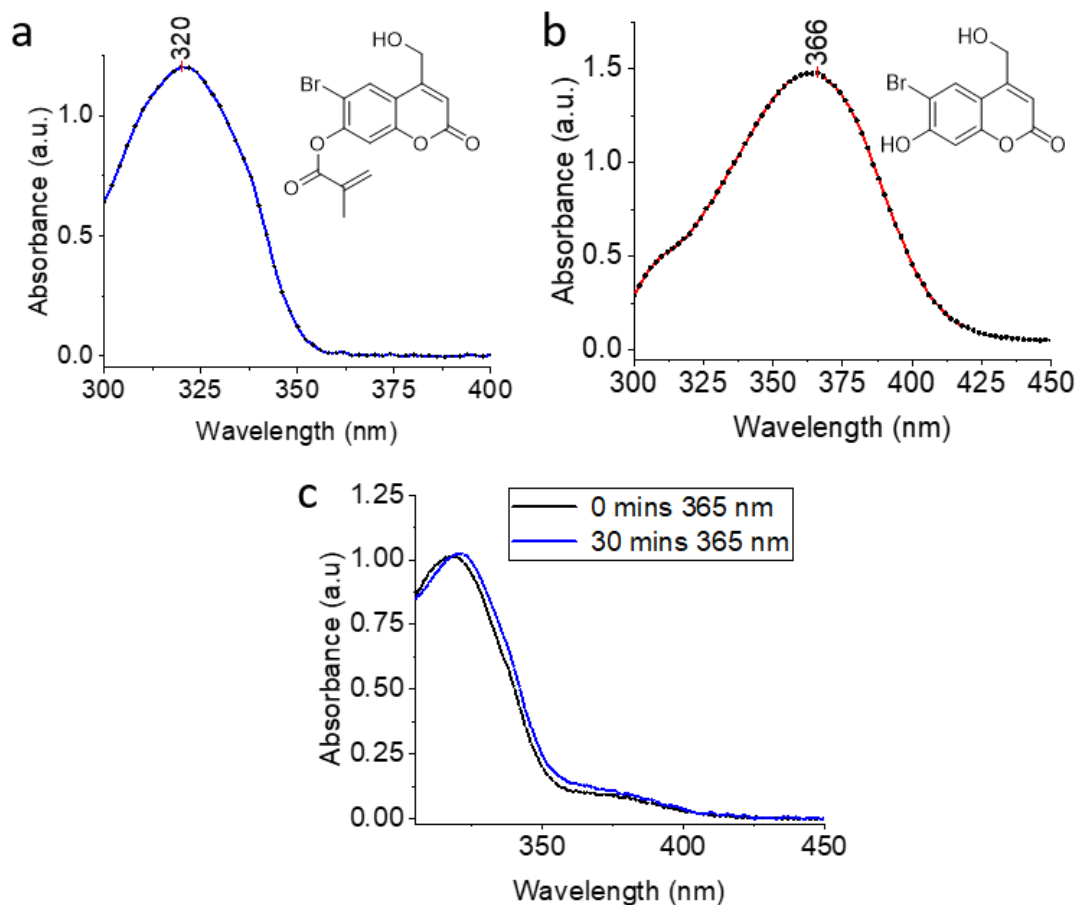 a
320
HO
Br
O
O
O
O
1.0
0.5
0.0
Absorbance (a.u.)
300
325
350
375
400
Wavelength (nm)
b
366
HO
Br
HO
O
O
1.5
1.0
0.5
0.0
Absorbance (a.u.)
300
325
350
375
400
425
450
Wavelength (nm)
c
0 mins 365 nm
30 mins 365 nm
1.25
1.00
0.75
0.50
0.25
0.00
Absorbance (a.u)
350
400
450
Wavelength (nm)